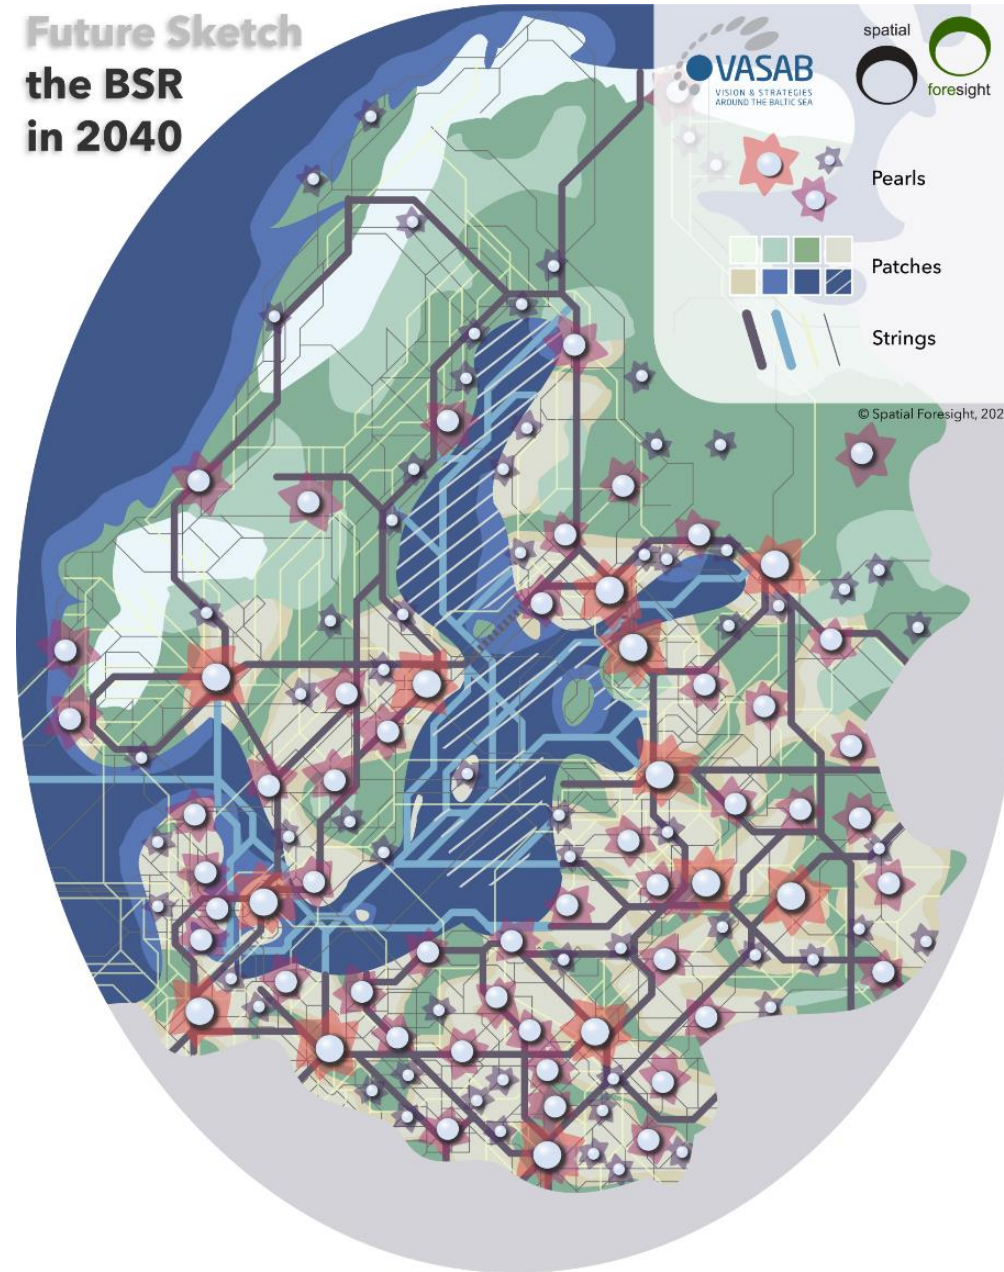 Future Sketch
the BSR
in 2040
VASAB
VISION & STRATEGIES
AROUND THE BALTIC SEA
spatial
foresight
Pearls
Patches
Strings
© Spatial Foresight, 202